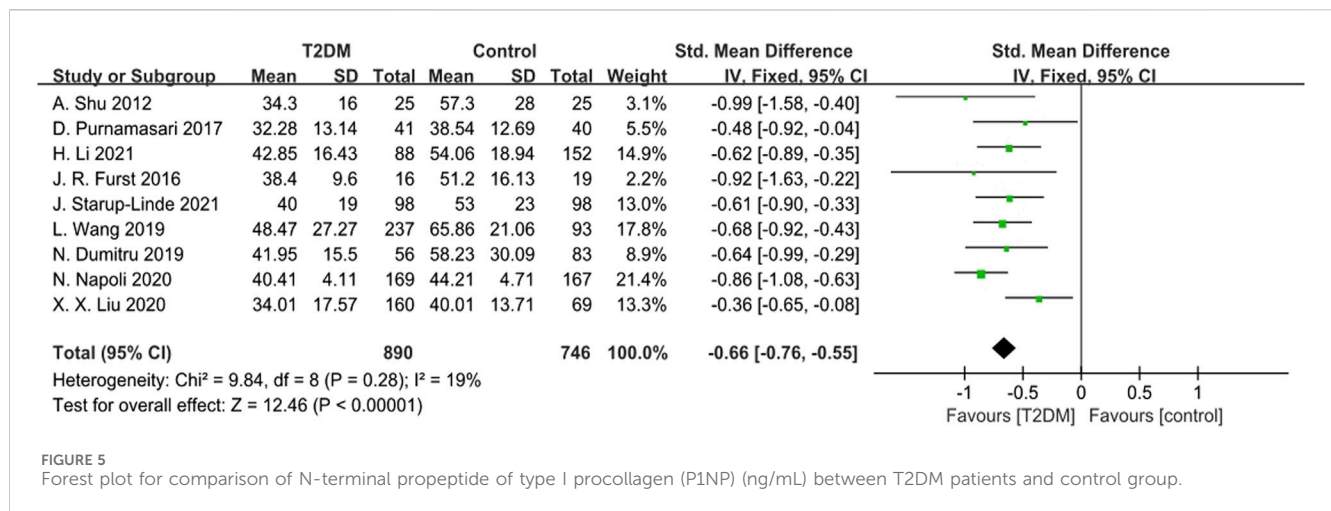 T2DM Control Std. Mean Difference Std. Mean Difference
Study or Subgroup Mean SD Total Mean SD Total Weight IV, Fixed, 95% CI IV, Fixed, 95% CI
A. Shu 2012 34.3 16 25 57.3 28 25 3.1% -0.99 [-1.58, -0.40]
D. Purnamasari 2017 32.28 13.14 41 38.54 12.69 40 5.5% -0.48 [-0.92, -0.04]
H. Li 2021 42.85 16.43 88 54.06 18.94 152 14.9% -0.62 [-0.89, -0.35]
J. R. Furst 2016 38.4 9.6 16 51.2 16.13 19 2.2% -0.92 [-1.63, -0.22]
J. Starup-Linde 2021 40 19 98 53 23 98 13.0% -0.61 [-0.90, -0.33]
L. Wang 2019 48.47 27.27 237 65.86 21.06 93 17.8% -0.68 [-0.92, -0.43]
N. Dumitru 2019 41.95 15.5 56 58.23 30.09 83 8.9% -0.64 [-0.99, -0.29]
N. Napoli 2020 40.41 4.11 169 44.21 4.71 167 21.4% -0.86 [-1.08, -0.63]
X. X. Liu 2020 34.01 17.57 160 40.01 13.71 69 13.3% -0.36 [-0.65, -0.08]
Total (95% CI) 890 746 100.0% -0.66 [-0.76, -0.55]
Heterogeneity: Chi² = 9.84, df = 8 (P = 0.28); I² = 19%
Test for overall effect: Z = 12.46 (P < 0.00001)
-1 -0.5 0 0.5 1
Favours [T2DM] Favours [control]
FIGURE 5
Forest plot for comparison of N-terminal propeptide of type I procollagen (P1NP) (ng/mL) between T2DM patients and control group.